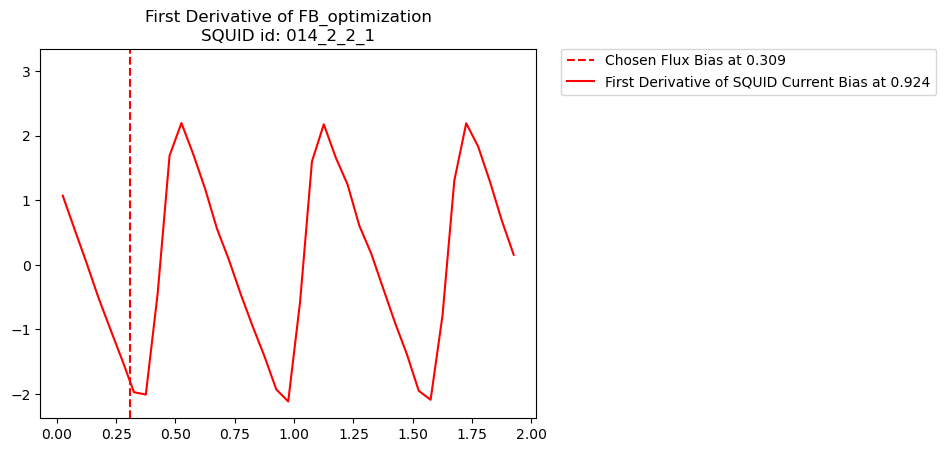 First Derivative of FB_optimization
SQUID id: 014_2_2_1
Chosen Flux Bias at 0.309
First Derivative of SQUID Current Bias at 0.924
3
2
1
0
−1
−2
0.00 0.25 0.50 0.75 1.00 1.25 1.50 1.75 2.00